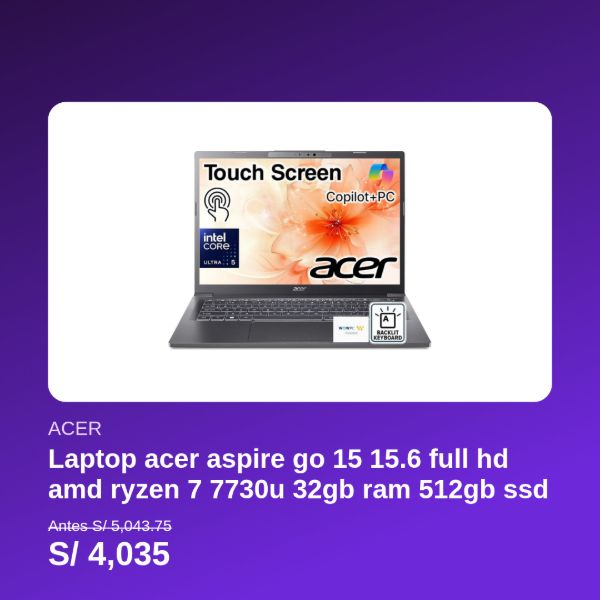 Touch Screen
Copilot+PC
intel
CORE
ULTRA 5
acer
acer
A
BACKLIT
KEYBOARD
ACER
Laptop acer aspire go 15 15.6 full hd
amd ryzen 7 7730u 32gb ram 512gb ssd
Antes S/ 5,043.75
S/ 4,035